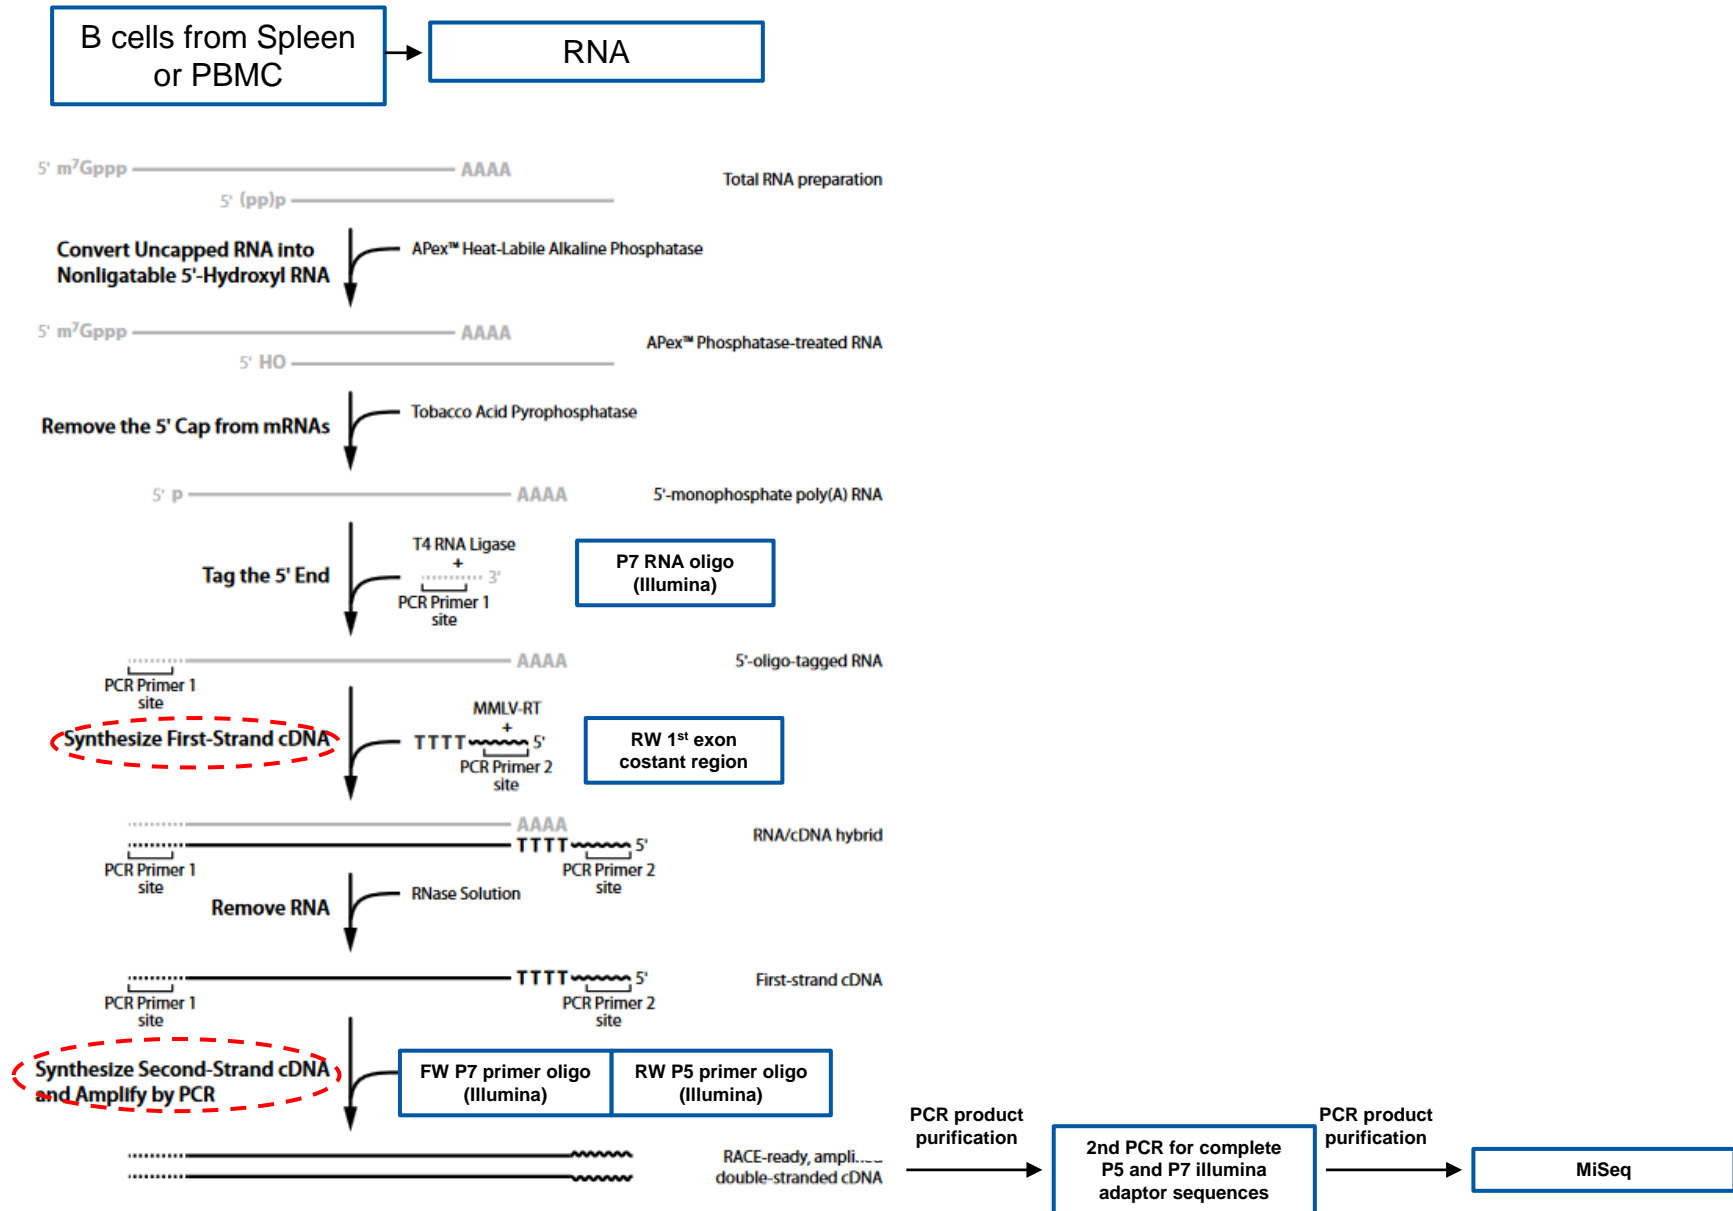 B cells from Spleen
or PBMC
RNA
5' m⁷Gppp
AAAA
Total RNA preparation
5' (pp)p
Convert Uncapped RNA into
Nonligatable 5'-Hydroxyl RNA
APex™ Heat-Labile Alkaline Phosphatase
5' m⁷Gppp
AAAA
APex™ Phosphatase-treated RNA
5' HO
Remove the 5' Cap from mRNAs
Tobacco Acid Pyrophosphatase
5' p
AAAA
5'-monophosphate poly(A) RNA
Tag the 5' End
T4 RNA Ligase
+
3'
PCR Primer 1
site
P7 RNA oligo
(Illumina)
AAAA
5'-oligo-tagged RNA
PCR Primer 1
site
Synthesize First-Strand cDNA
MMLV-RT
+
TTTT 5'
PCR Primer 2
site
RW 1st exon
costant region
AAAA
RNA/cDNA hybrid
TTTT 5'
PCR Primer 1
site
PCR Primer 2
site
Remove RNA
RNase Solution
TTTT 5'
First-strand cDNA
PCR Primer 1
site
PCR Primer 2
site
Synthesize Second-Strand cDNA
and Amplify by PCR
FW P7 primer oligo
(Illumina)
RW P5 primer oligo
(Illumina)
RACE-ready,
double-stranded cDNA
PCR product
purification
2nd PCR for complete
P5 and P7 illumina
adaptor sequences
PCR product
purification
MiSeq